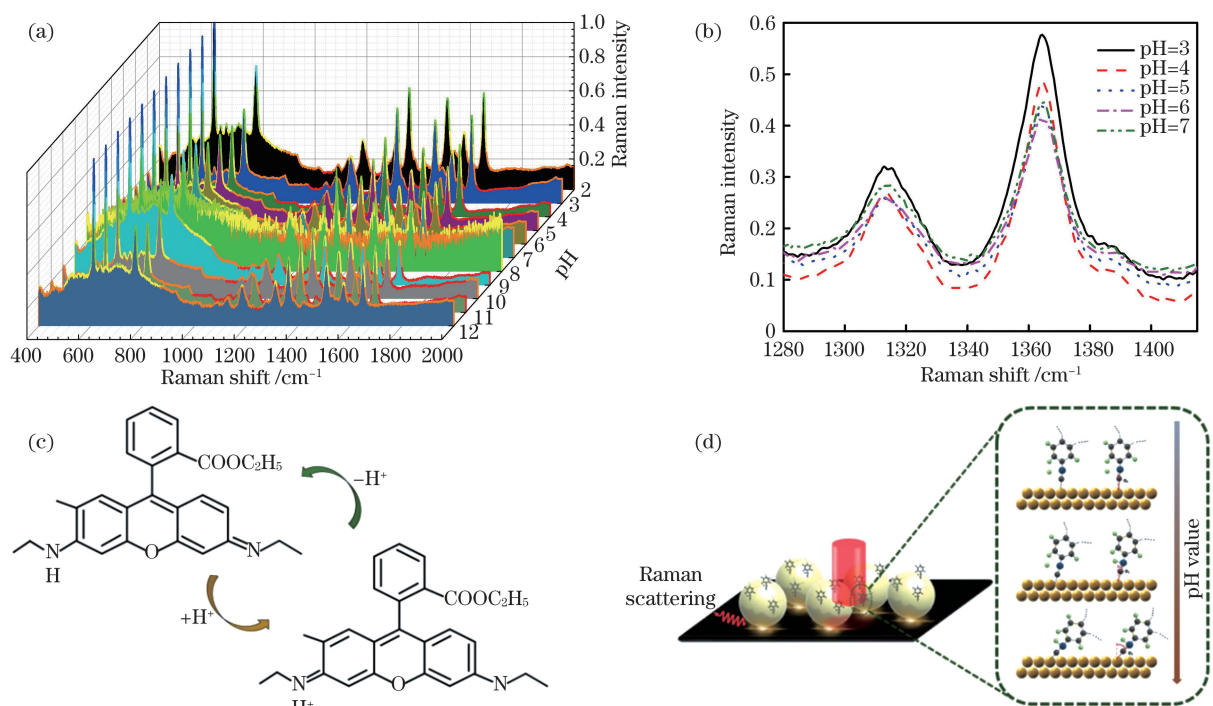 (a)
1.0
0.8
0.6
0.4
0.2
Raman intensity
2
3
4
5
6
7
8
9
10
11
12
pH
400 600 800 1000 1200 1400 1600 1800 2000
Raman shift /cm⁻¹
(b)
0.6
0.5
0.4
0.3
0.2
0.1
0
Raman intensity
pH=3
pH=4
pH=5
pH=6
pH=7
1280 1300 1320 1340 1360 1380 1400
Raman shift /cm⁻¹
(c)
COOC₂H₅
N
H
O
N
−H⁺
+H⁺
COOC₂H₅
N
H⁺
O
N
H
(d)
Raman
scattering
pH value